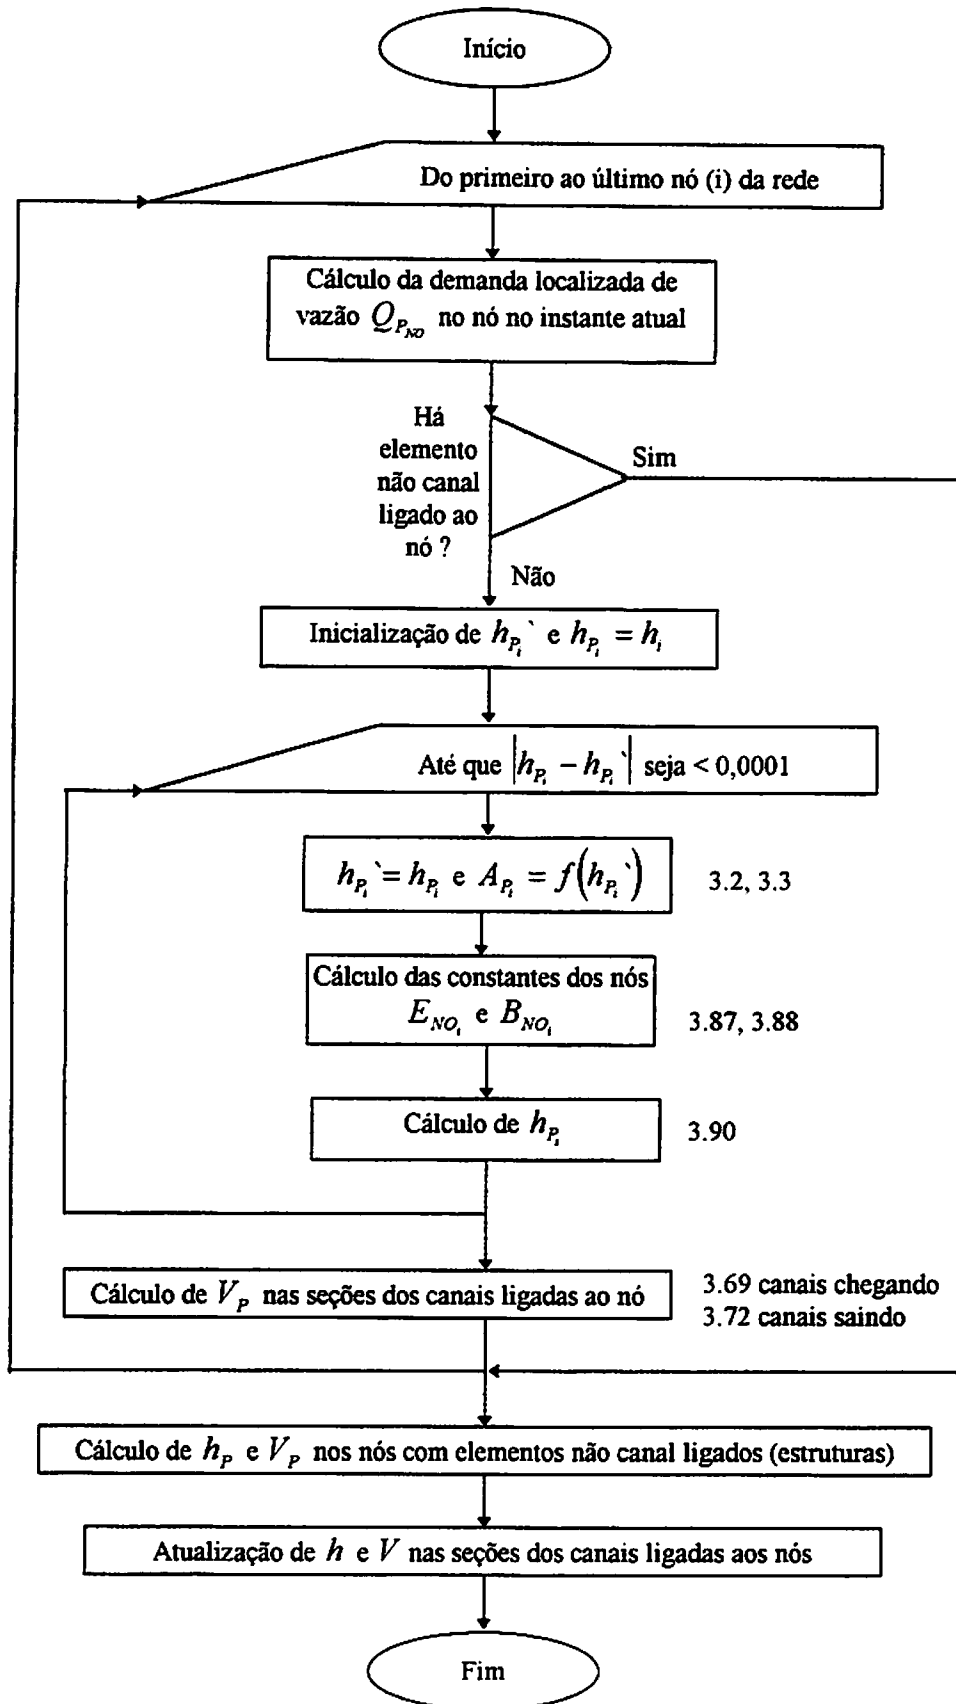 Início
Do primeiro ao último nó (i) da rede
Cálculo da demanda localizada de
vazão Q_{P_{NO}} no nó no instante atual
Há
elemento
não canal
ligado ao
nó ?
Sim
Não
Inicialização de h_{P_i}` e h_{P_i} = h_i
Até que |h_{P_i} − h_{P_i}`| seja < 0,0001
h_{P_i}` = h_{P_i} e A_{P_i} = f(h_{P_i}`)
3.2, 3.3
Cálculo das constantes dos nós
E_{NO_i} e B_{NO_i}
3.87, 3.88
Cálculo de h_{P_i}
3.90
Cálculo de V_P nas seções dos canais ligadas ao nó
3.69 canais chegando
3.72 canais saindo
Cálculo de h_P e V_P nos nós com elementos não canal ligados (estruturas)
Atualização de h e V nas seções dos canais ligadas aos nós
Fim